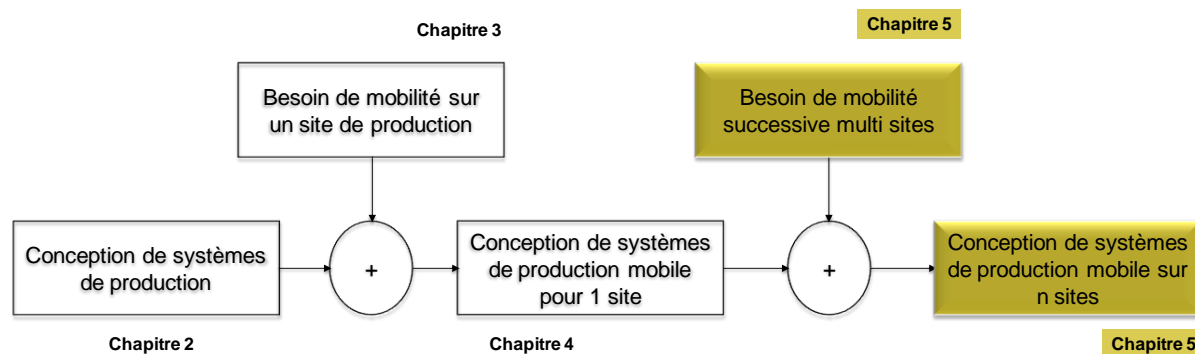 Chapitre 3
Chapitre 5
Besoin de mobilité sur
un site de production
Besoin de mobilité
successive multi sites
Conception de systèmes
de production
+
Conception de systèmes
de production mobile
pour 1 site
+
Conception de systèmes
de production mobile sur
n sites
Chapitre 2
Chapitre 4
Chapitre 5